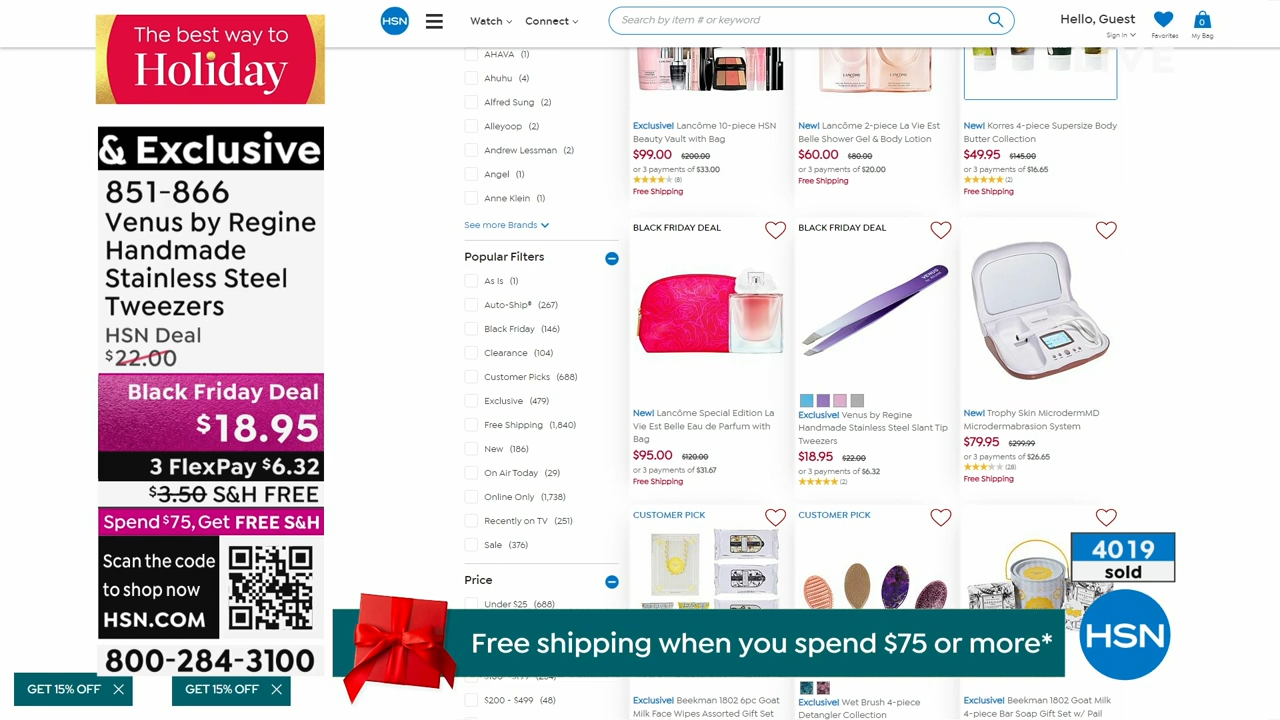 The best way to
Holiday
& Exclusive
851-866
Venus by Regine
Handmade
Stainless Steel
Tweezers
HSN Deal
$22.00
Black Friday Deal
$18.95
3 FlexPay $6.32
$3.50 S&H FREE
Spend $75, Get FREE S&H
Scan the code
to shop now
HSN.COM
800-284-3100
GET 15% OFF
GET 15% OFF
HSN
Watch
Connect
Search by item # or keyword
Hello, Guest
Sign In
Favorites
0
My Bag
AHAVA (1)
Ahuhu (4)
Alfred Sung (2)
Alleyoop (2)
Andrew Lessman (2)
Angel (1)
Anne Klein (1)
See more Brands
Popular Filters
As Is (1)
Auto-Ship® (267)
Black Friday (146)
Clearance (104)
Customer Picks (688)
Exclusive (479)
Free Shipping (1,840)
New (186)
On Air Today (29)
Online Only (1,738)
Recently on TV (251)
Sale (376)
Price
Under $25 (688)
$200 - $499 (48)
Exclusive! Lancôme 10-piece HSN
Beauty Vault with Bag
$99.00 $200.00
or 3 payments of $33.00
(8)
Free Shipping
New! Lancôme 2-piece La Vie Est
Belle Shower Gel & Body Lotion
$60.00 $80.00
or 3 payments of $20.00
Free Shipping
New! Korres 4-piece Supersize Body
Butter Collection
$49.95 $145.00
or 3 payments of $16.65
(2)
Free Shipping
BLACK FRIDAY DEAL
New! Lancôme Special Edition La
Vie Est Belle Eau de Parfum with
Bag
$95.00 $120.00
or 3 payments of $31.67
Free Shipping
BLACK FRIDAY DEAL
VENUS
Exclusive! Venus by Regine
Handmade Stainless Steel Slant Tip
Tweezers
$18.95 $22.00
or 3 payments of $6.32
(2)
New! Trophy Skin MicrodermMD
Microdermabrasion System
$79.95 $299.99
or 3 payments of $26.65
(28)
Free Shipping
CUSTOMER PICK
CUSTOMER PICK
4019
sold
Free shipping when you spend $75 or more*
HSN
Exclusive! Beekman 1802 6pc Goat
Milk Face Wipes Assorted Gift Set
Exclusive! Wet Brush 4-piece
Detangler Collection
Exclusive! Beekman 1802 Goat Milk
4-piece Bar Soap Gift Set w/ Pail